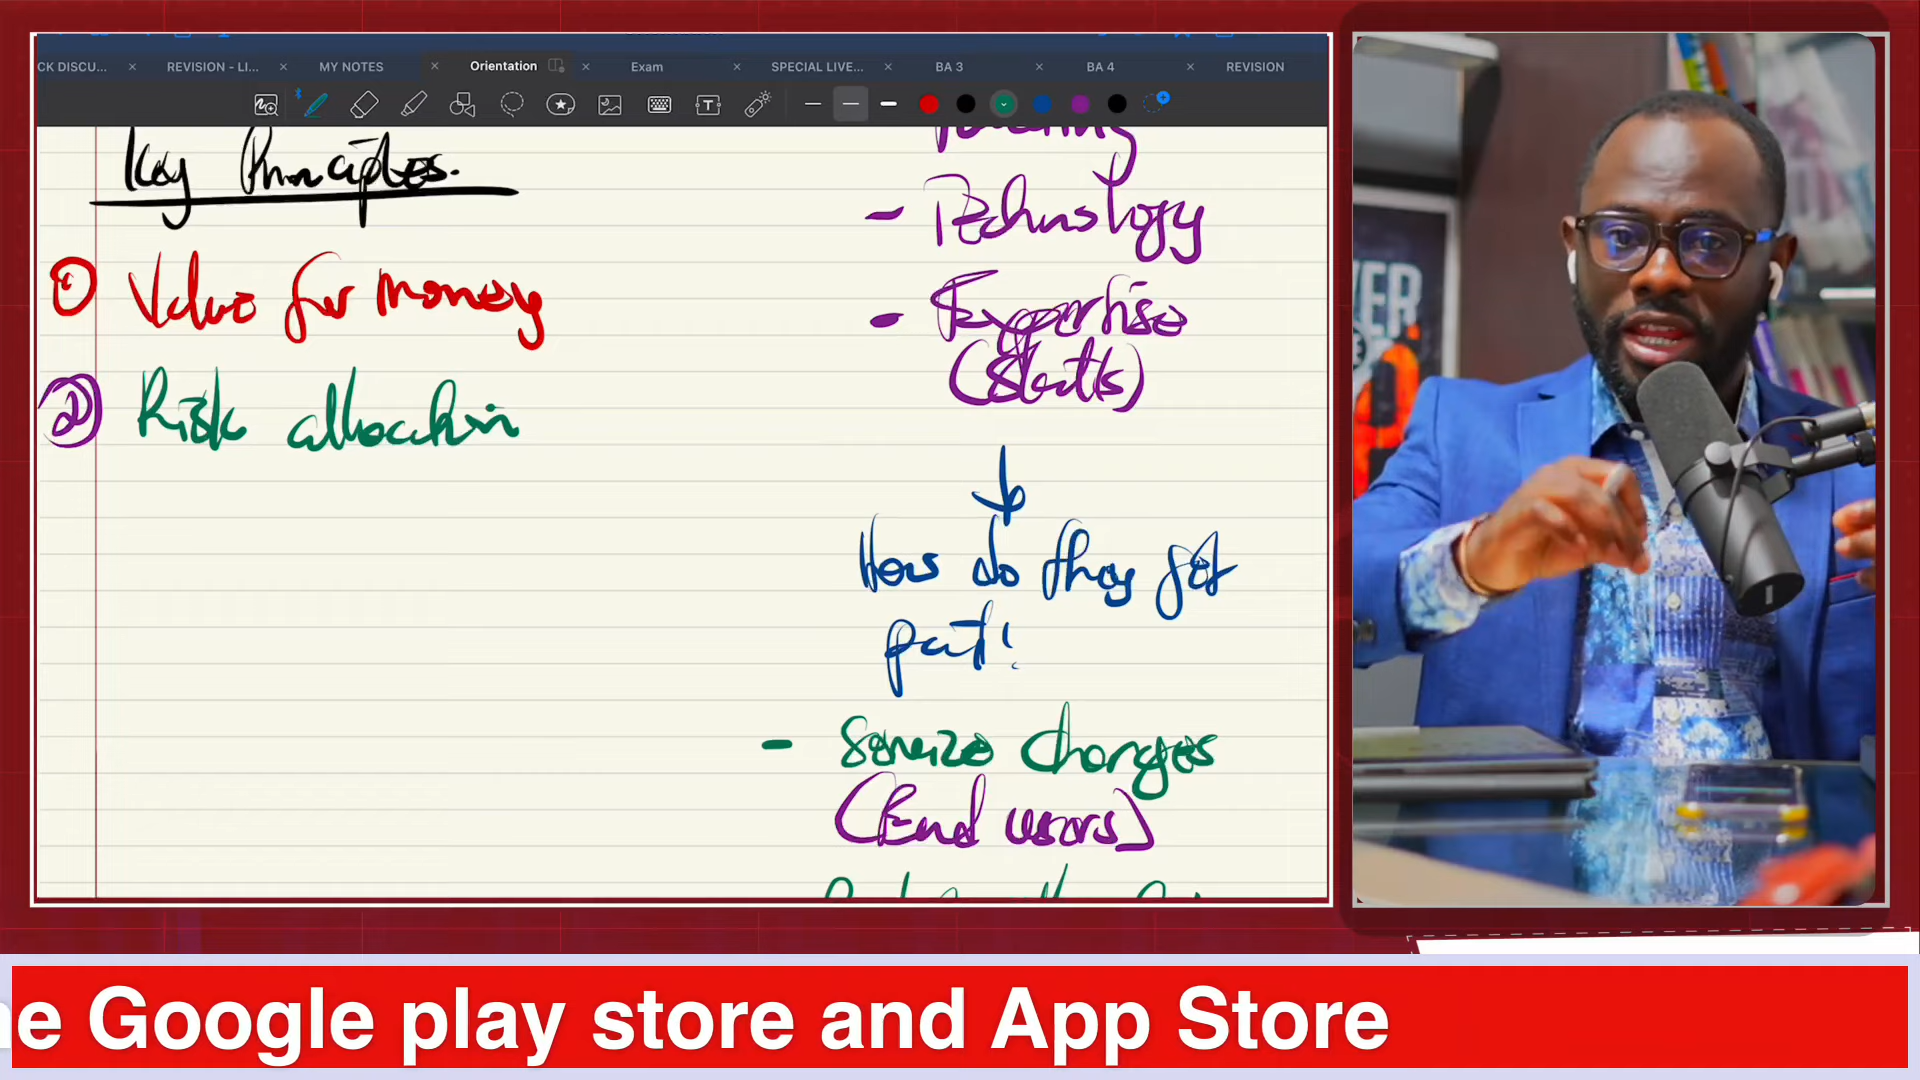 CK DISCU... REVISION - LI... MY NOTES Orientation Exam SPECIAL LIVE... BA 3 BA 4 REVISION
Key Principles.
① Value for money
② Risk allocation
- Technology
- Expertise
(Skills)
How do they get
paid?
- Service charges
(End users)
e Google play store and App Store